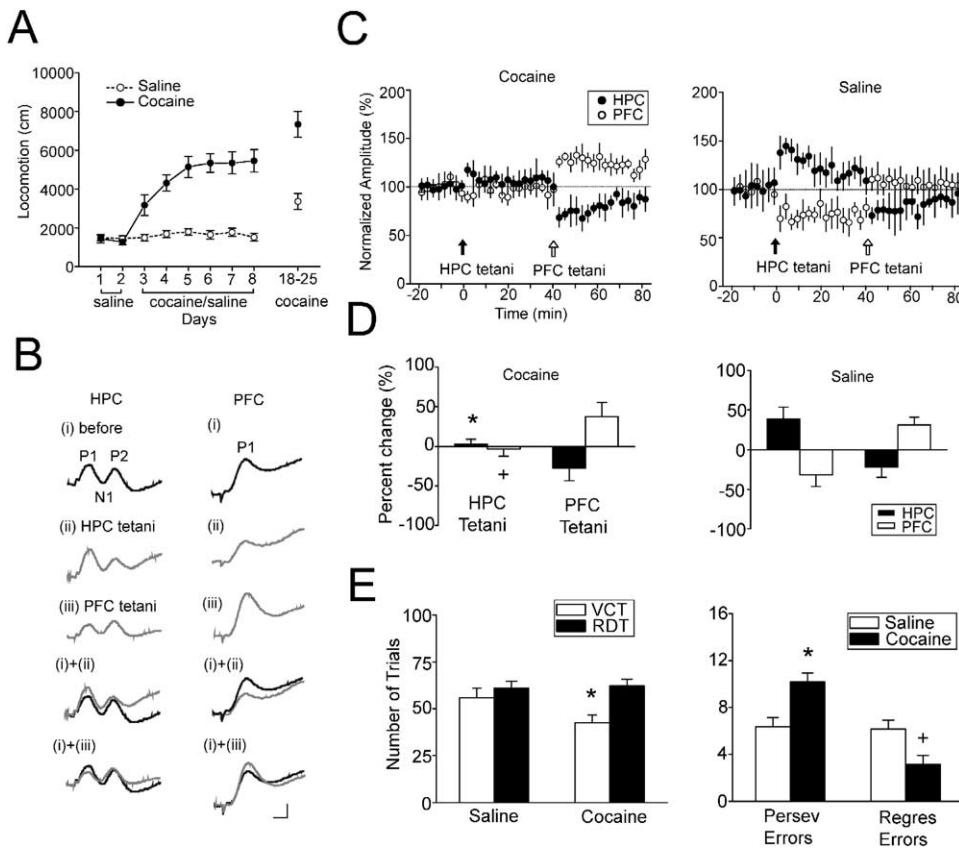 A
10000
8000
6000
4000
2000
0
Locomotion (cm)
Saline
Cocaine
1 2 3 4 5 6 7 8 18-25
saline cocaine/saline cocaine
Days
B
HPC PFC
(i) before (i)
P1 P2 P1
N1
(ii) HPC tetani (ii)
(iii) PFC tetani (iii)
(i)+(ii) (i)+(ii)
(i)+(iii) (i)+(iii)
C
Cocaine
HPC
PFC
200
150
100
50
0
Normalized Amplitude (%)
HPC tetani PFC tetani
-20 0 20 40 60 80
Time (min)
Saline
200
150
100
50
0
HPC tetani PFC tetani
-20 0 20 40 60 80
D
Cocaine
100
50
0
-50
-100
Percent change (%)
*
+
HPC PFC
Tetani Tetani
Saline
100
50
0
-50
-100
HPC
PFC
E
VCT
RDT
100
75
50
25
0
Number of Trials
*
Saline Cocaine
Saline
Cocaine
16
12
8
4
0
*
+
Persev Regres
Errors Errors